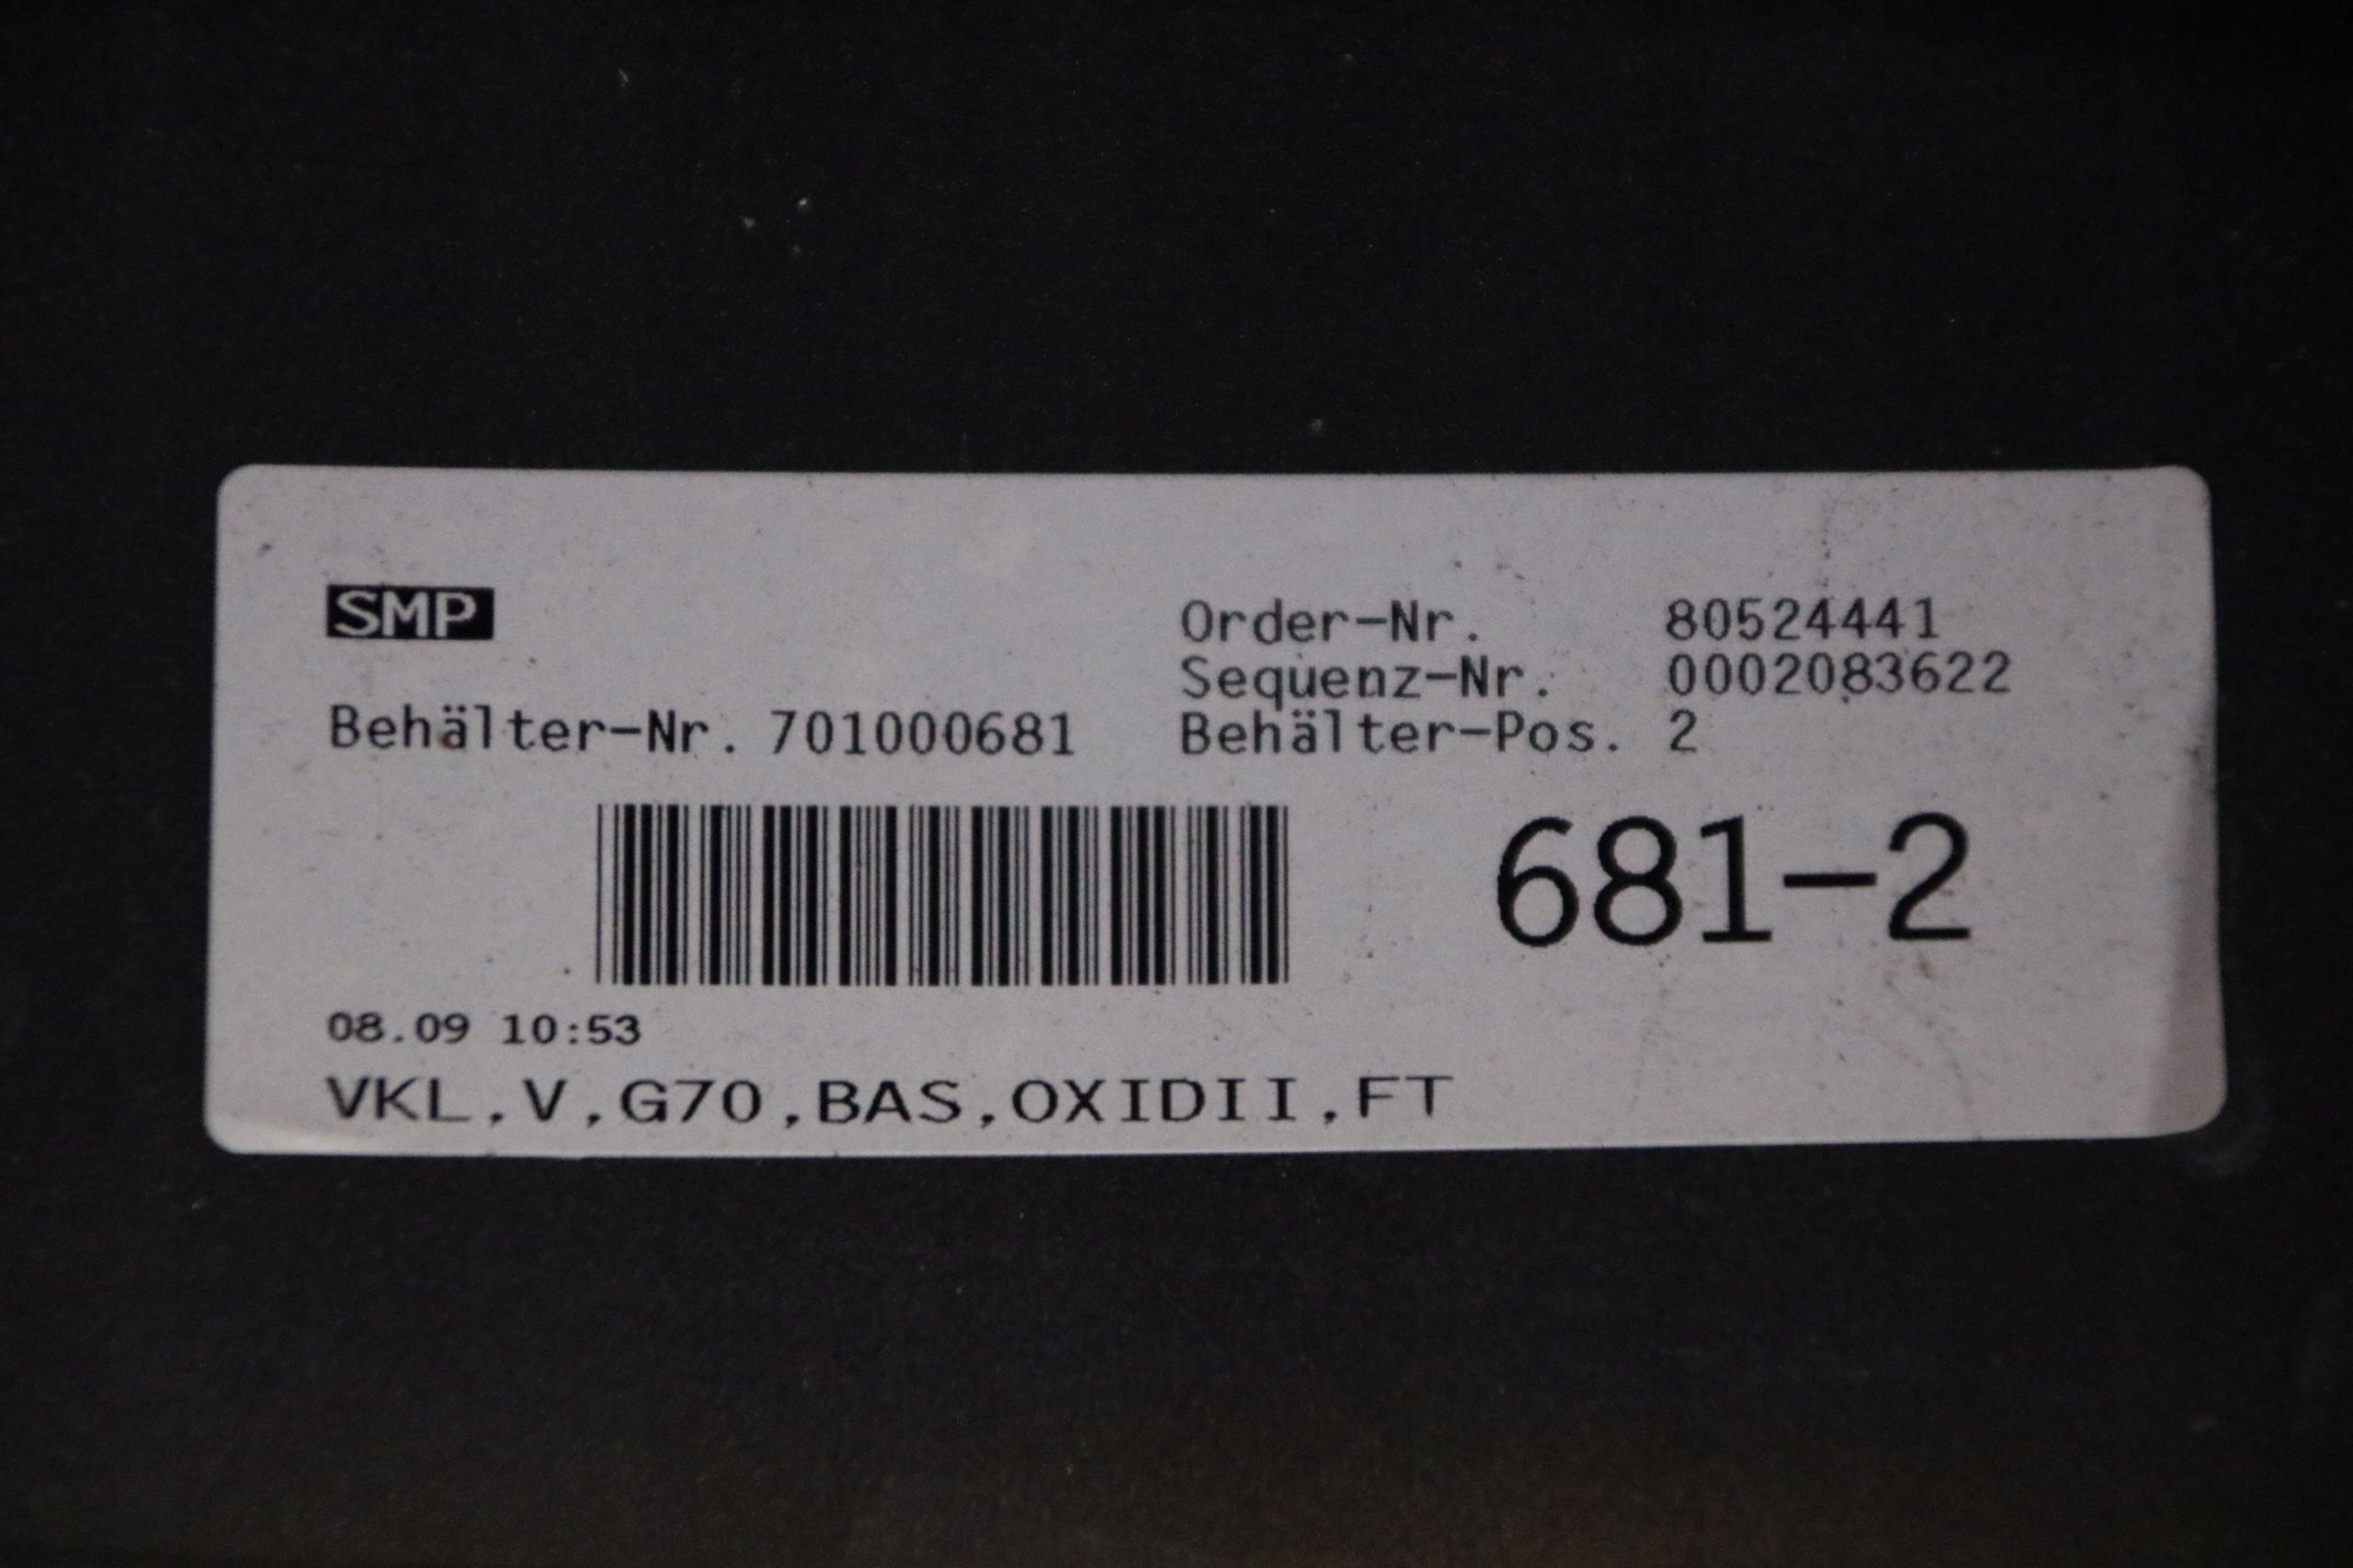 SMP
Order-Nr. 80524441
Sequenz-Nr. 0002083622
Behälter-Nr. 701000681 Behälter-Pos. 2
681-2
08.09 10:53
VKL,V,G70,BAS,OXIDII,FT